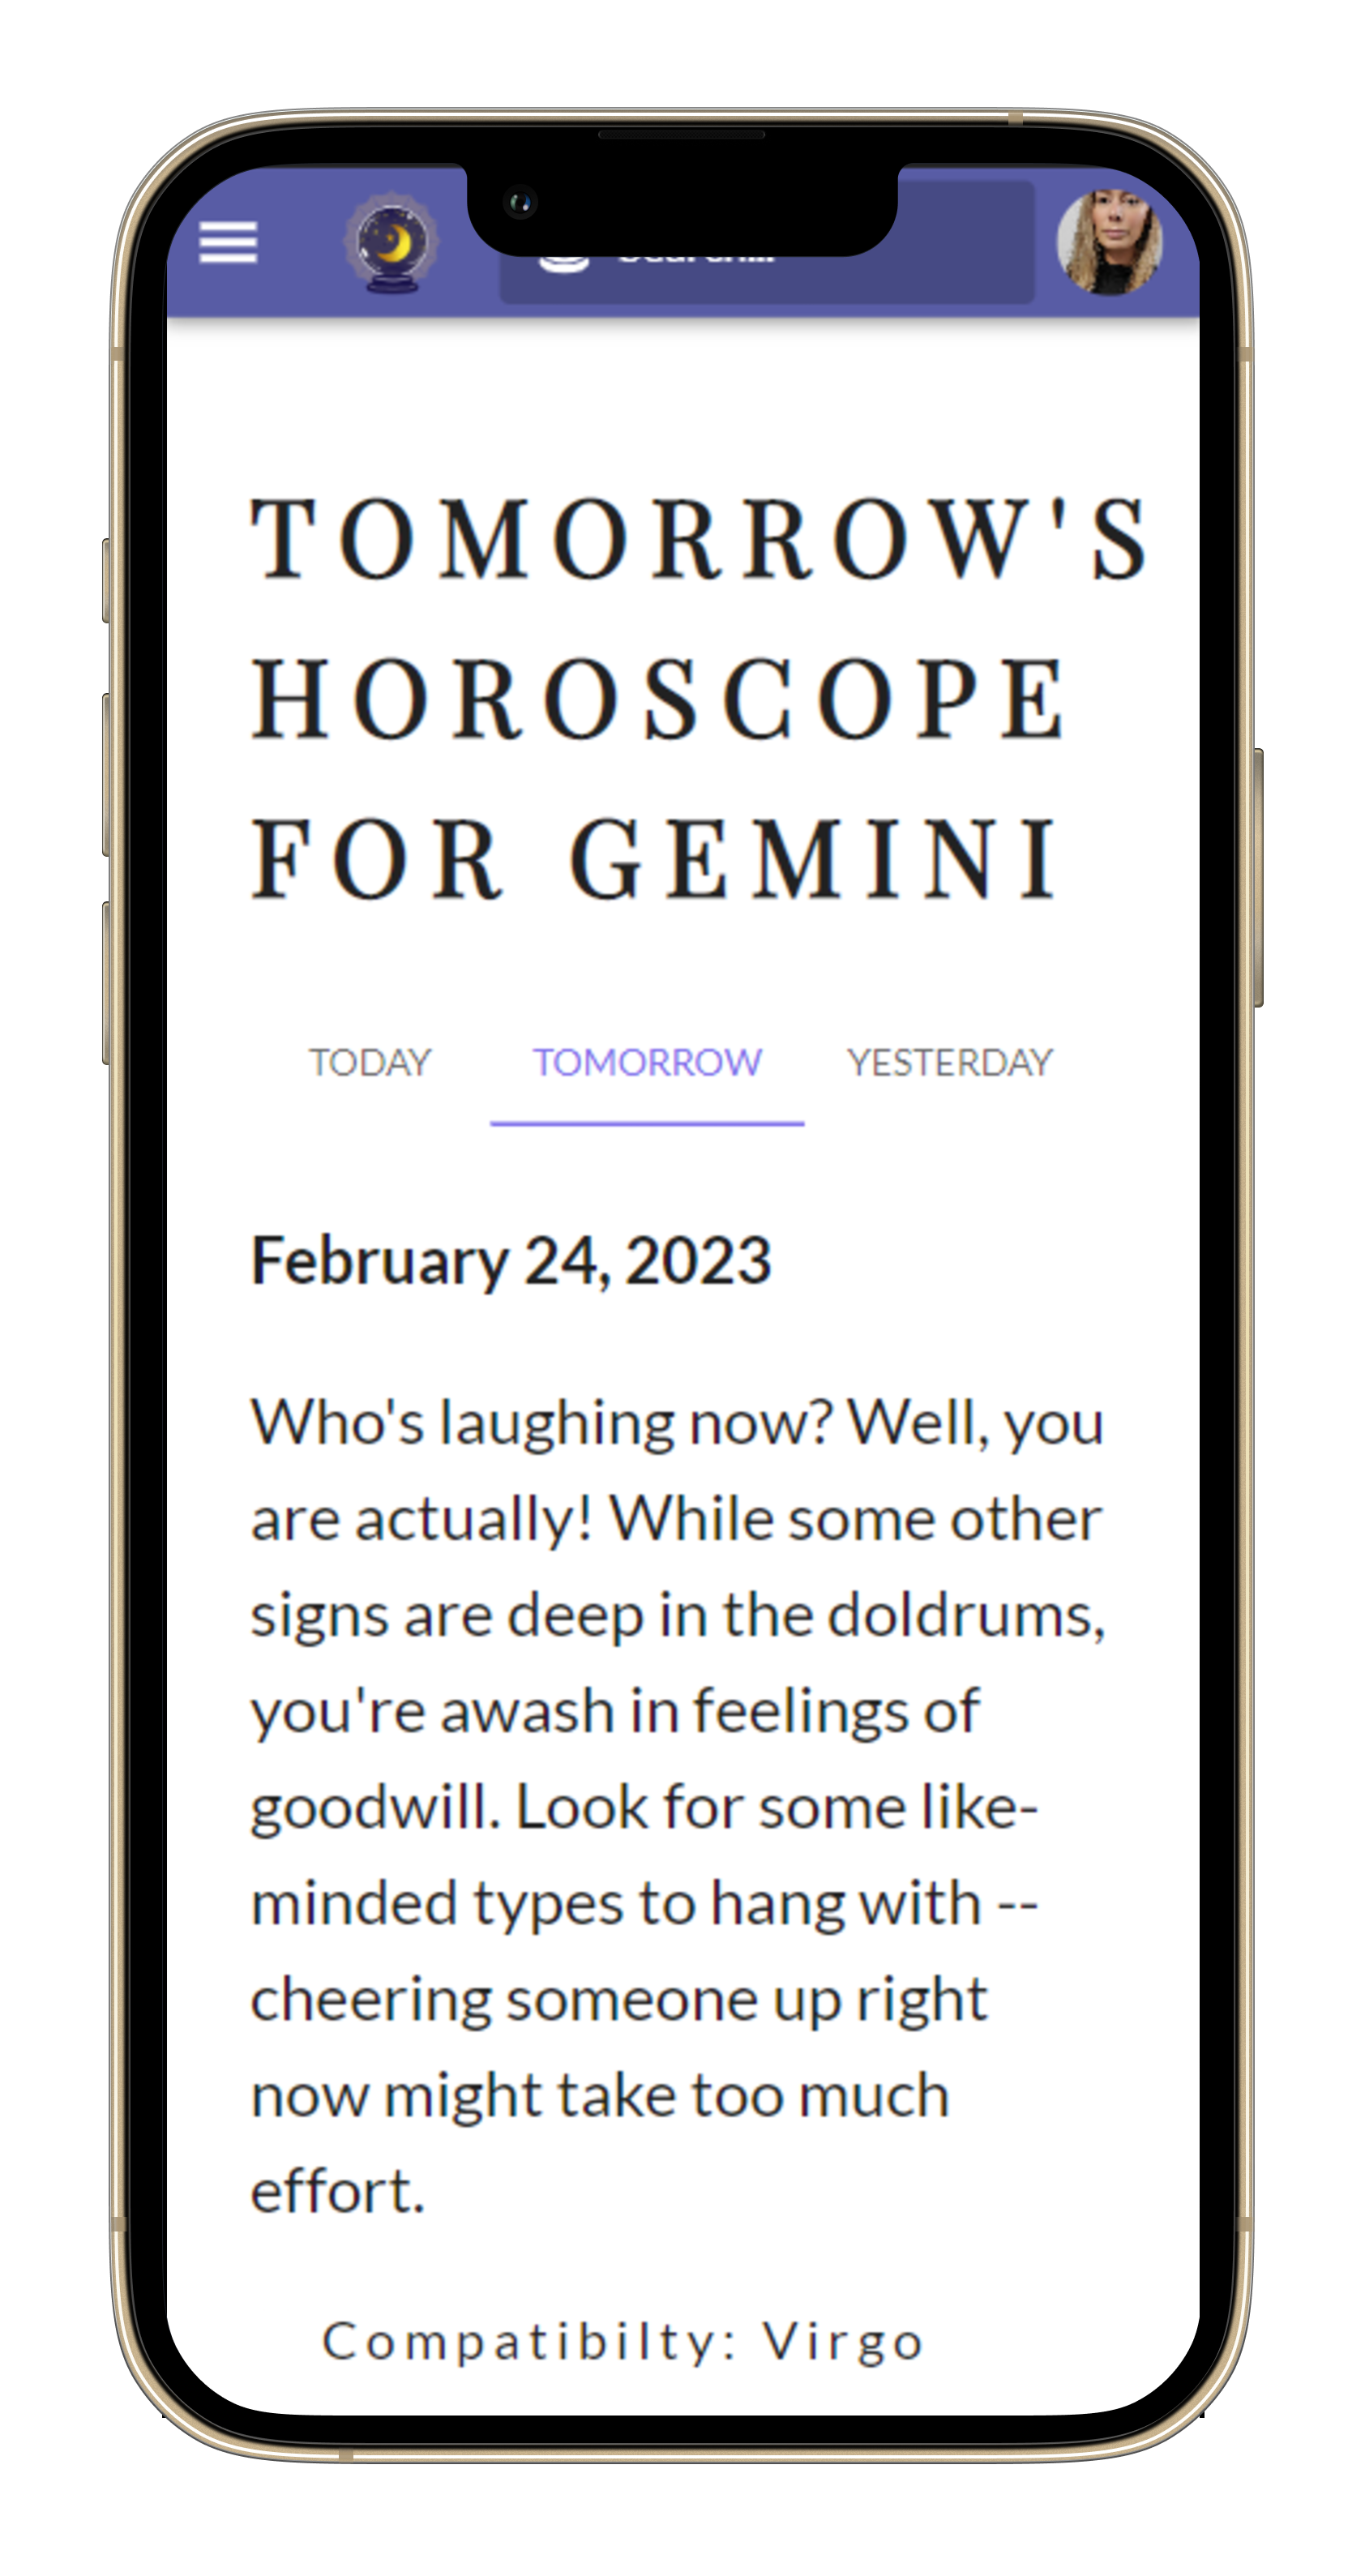 TOMORROW'S
HOROSCOPE
FOR GEMINI
TODAY TOMORROW YESTERDAY
February 24, 2023
Who's laughing now? Well, you
are actually! While some other
signs are deep in the doldrums,
you're awash in feelings of
goodwill. Look for some like-
minded types to hang with --
cheering someone up right
now might take too much
effort.
Compatibilty: Virgo